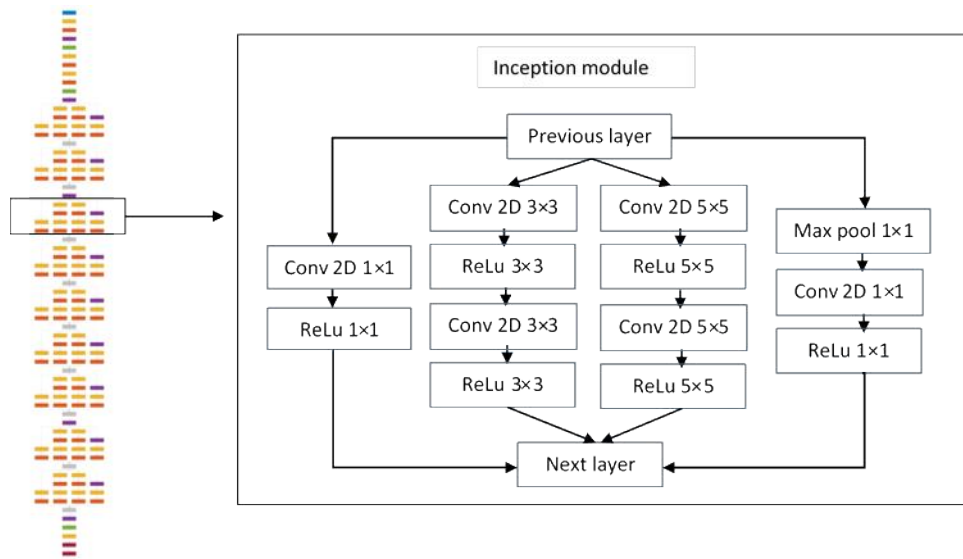 Inception module
Previous layer
Conv 2D 1×1
ReLu 1×1
Conv 2D 3×3
ReLu 3×3
Conv 2D 3×3
ReLu 3×3
Conv 2D 5×5
ReLu 5×5
Conv 2D 5×5
ReLu 5×5
Max pool 1×1
Conv 2D 1×1
ReLu 1×1
Next layer